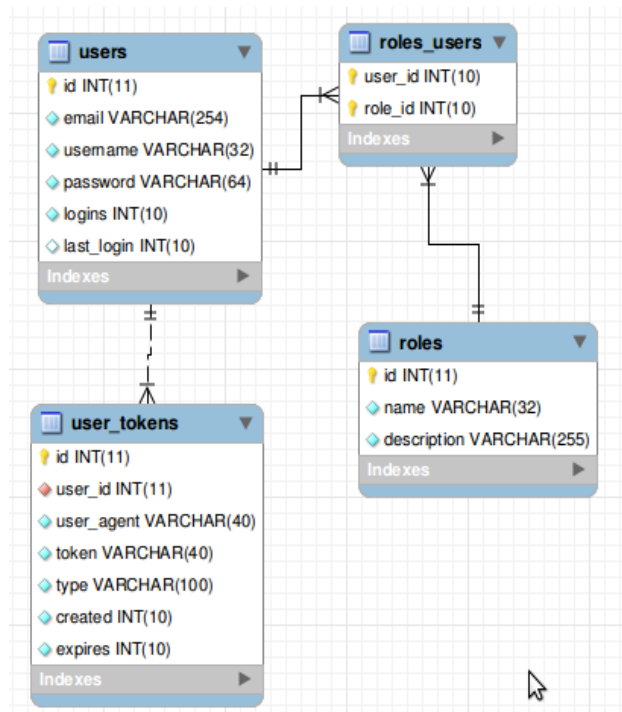 users
id INT(11)
email VARCHAR(254)
username VARCHAR(32)
password VARCHAR(64)
logins INT(10)
last_login INT(10)
Indexes
roles_users
user_id INT(10)
role_id INT(10)
Indexes
roles
id INT(11)
name VARCHAR(32)
description VARCHAR(255)
Indexes
user_tokens
id INT(11)
user_id INT(11)
user_agent VARCHAR(40)
token VARCHAR(40)
type VARCHAR(100)
created INT(10)
expires INT(10)
Indexes